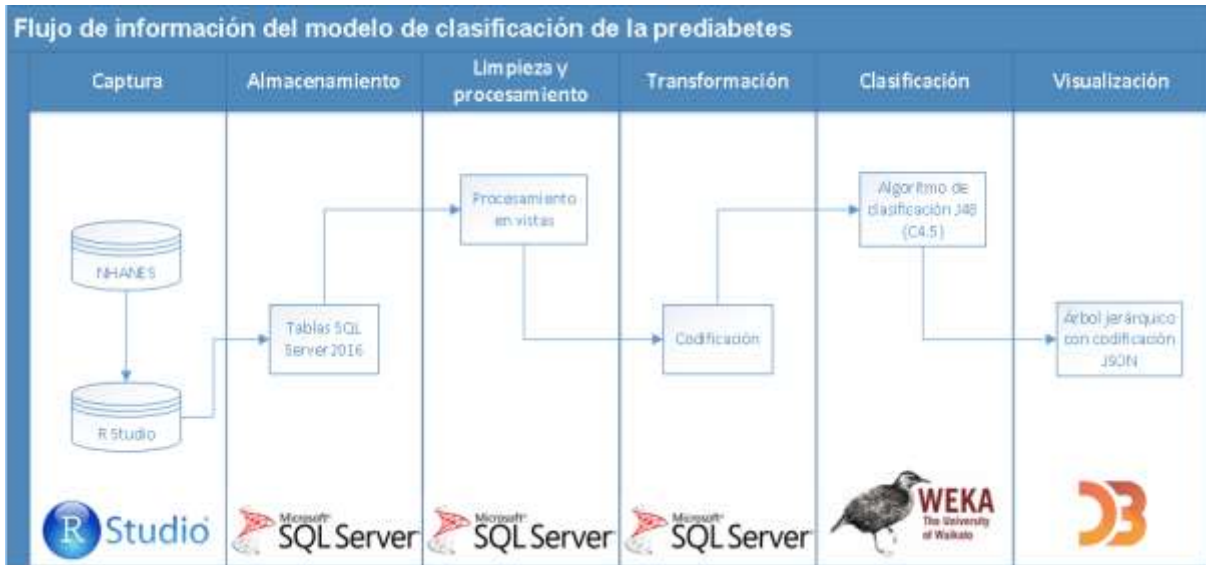 Flujo de información del modelo de clasificación de la prediabetes
Captura
Almacenamiento
Limpieza y
procesamiento
Transformación
Clasificación
Visualización
NHANES
R Studio
Tablas SQL
Server 2016
Procesamiento
en vistas
Codificación
Algoritmo de
clasificación J48
(C4.5)
Árbol jerárquico
con codificación
JSON
R Studio
Microsoft
SQL Server
Microsoft
SQL Server
Microsoft
SQL Server
WEKA
The University
of Waikato
D3